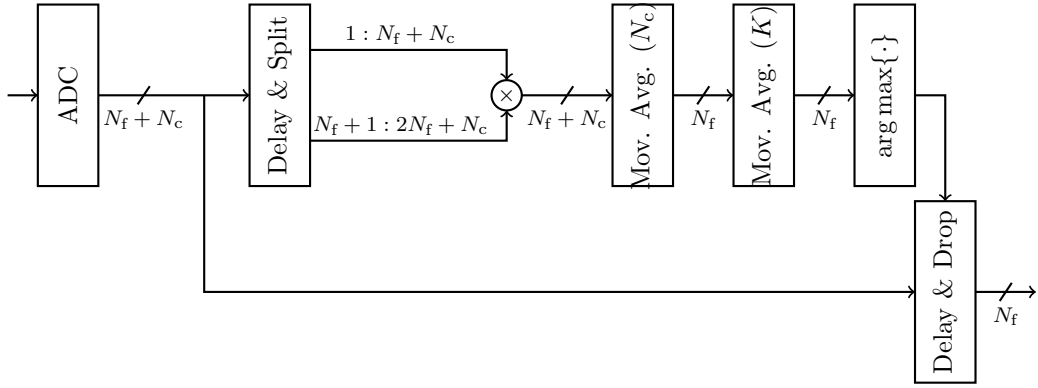 ADC
N_f + N_c
Delay & Split
1 : N_f + N_c
N_f + 1 : 2N_f + N_c
×
N_f + N_c
Mov. Avg. (N_c)
N_f
Mov. Avg. (K)
N_f
arg max{·}
Delay & Drop
N_f